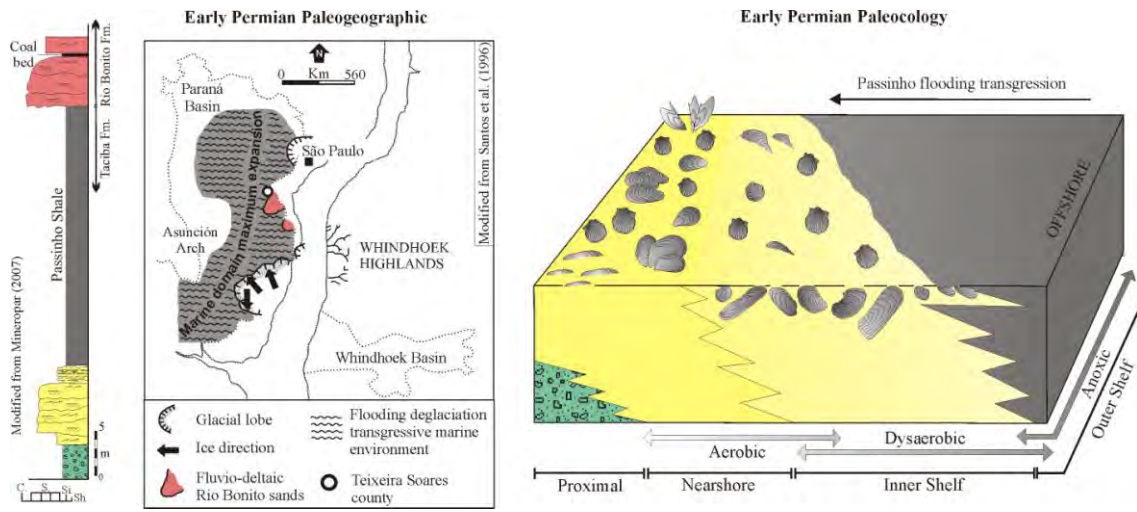 Early Permian Paleogeographic
Early Permian Paleocology
Coal
bed
Rio Bonito Fm.
Taciba Fm.
Passinho Shale
Modified from Mineropar (2007)
5
m
0
C S Si Sh
N
0 Km 560
Paraná
Basin
São Paulo
Modified from Santos et al. (1996)
Marine domain maximum expansion
Asunción
Arch
WHINDHOEK
HIGHLANDS
Whindhoek Basin
Glacial lobe
Ice direction
Fluvio-deltaic
Rio Bonito sands
Flooding deglaciation
transgressive marine
environment
Teixeira Soares
county
Passinho flooding transgression
OFFSHORE
Anoxic
Outer Shelf
Dysaerobic
Aerobic
Proximal
Nearshore
Inner Shelf